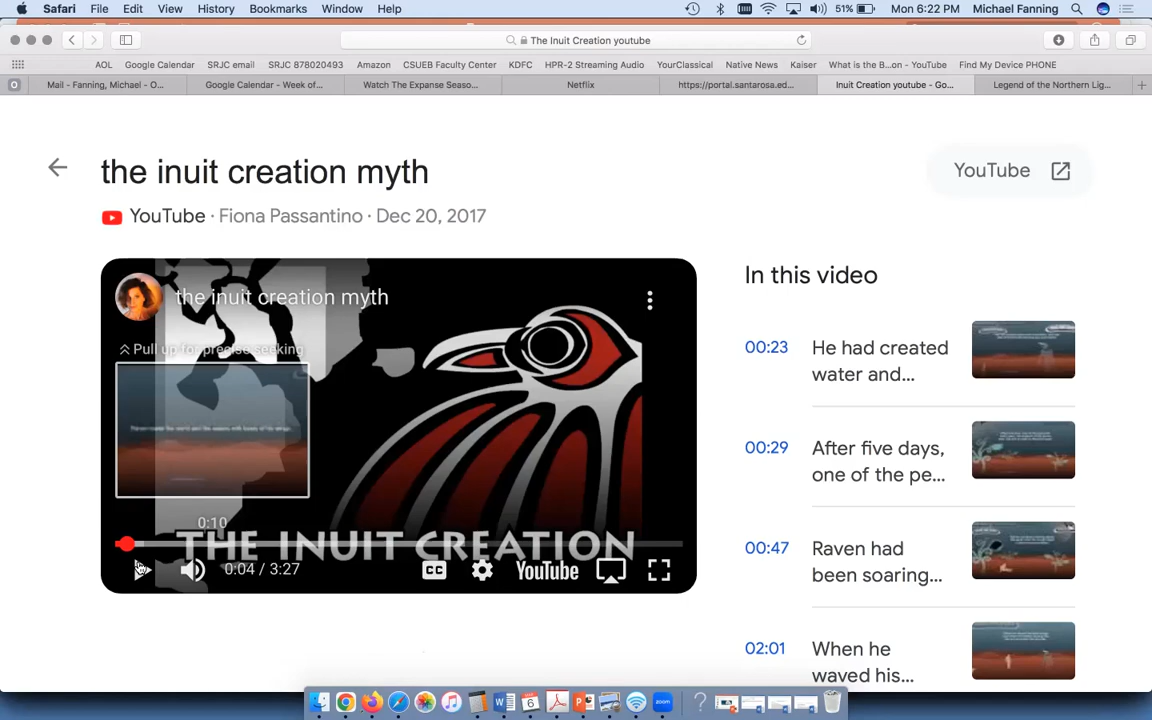 Safari File Edit View History Bookmarks Window Help 51% Mon 6:22 PM Michael Fanning
The Inuit Creation youtube
AOL Google Calendar SRJC email SRJC 878020493 Amazon CSUEB Faculty Center KDFC HPR-2 Streaming Audio YourClassical Native News Kaiser What is the B...on - YouTube Find My Device PHONE
Mail - Fanning, Michael - O... Google Calendar - Week of... Watch The Expanse Seaso... Netflix https://portal.santarosa.ed... Inuit Creation youtube - Go... Legend of the Northern Lig...
the inuit creation myth
YouTube
YouTube · Fiona Passantino · Dec 20, 2017
In this video
the inuit creation myth
Pull up for precise seeking
0:10
THE INUIT CREATION
0:04 / 3:27
CC
YouTube
00:23
He had created
water and...
00:29
After five days,
one of the pe...
00:47
Raven had
been soaring...
02:01
When he
waved his...
6
zoom